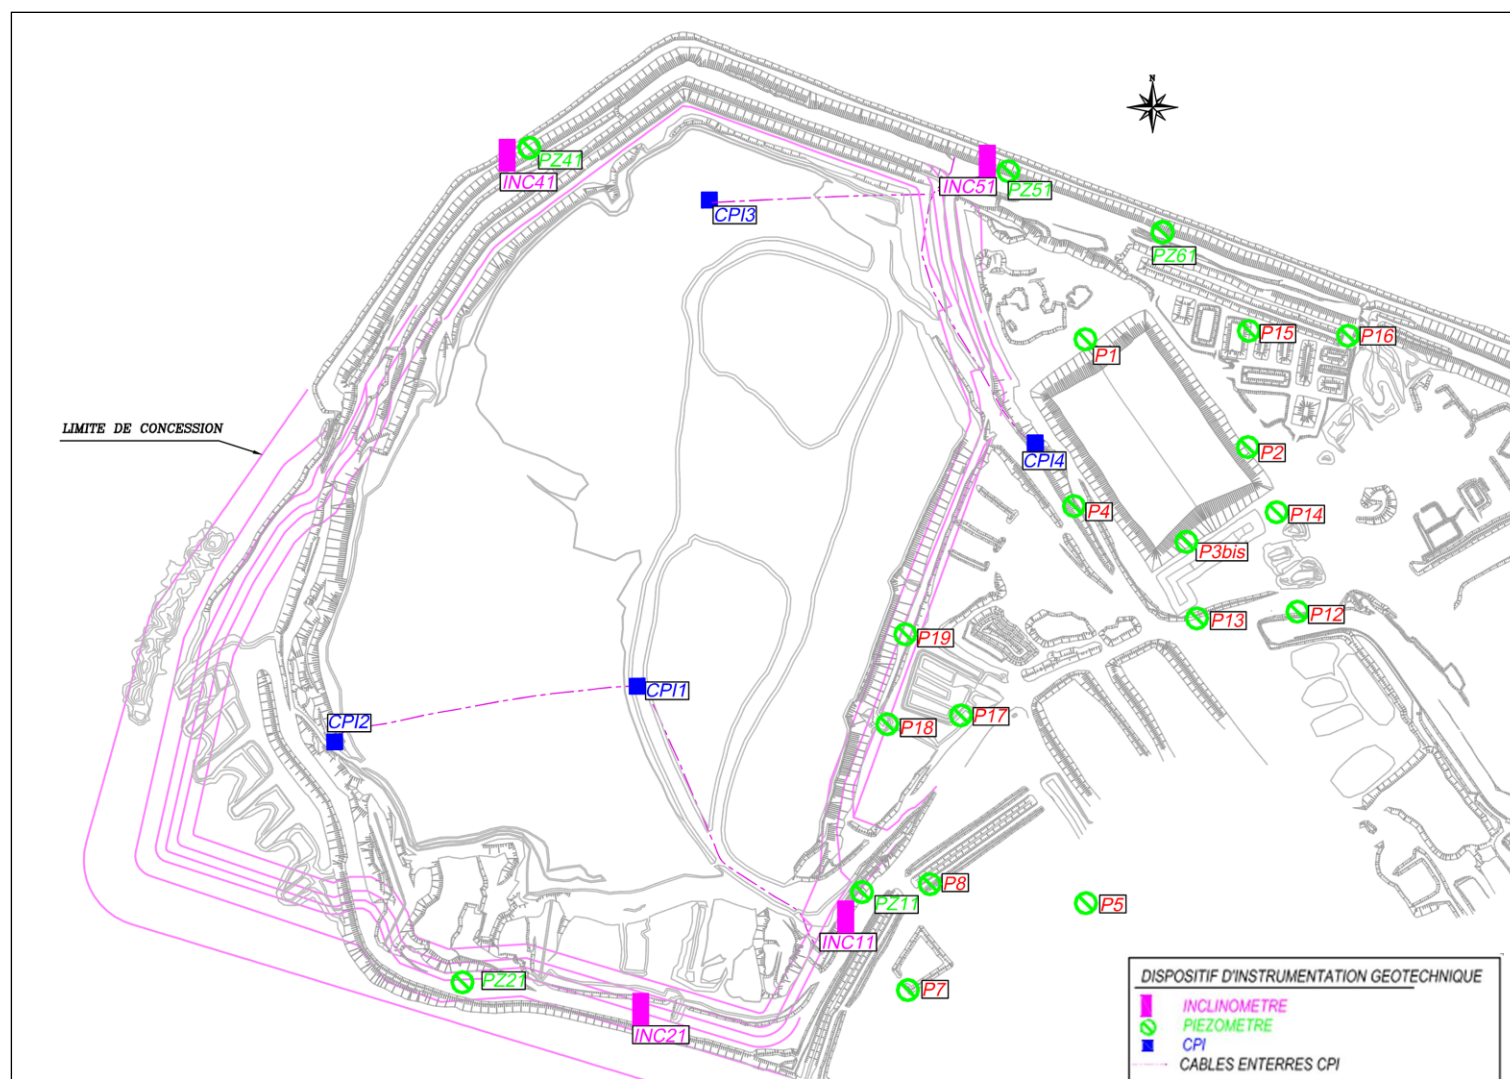 N
PZ41
INC41
INC51
PZ51
CPI3
PZ61
P15
P16
P1
LIMITE DE CONCESSION
P2
CPI4
P4
P14
P3bis
P13
P12
P19
CPI1
CPI2
P17
P18
P8
PZ11
P5
INC11
PZ21
P7
INC21
DISPOSITIF D'INSTRUMENTATION GEOTECHNIQUE
INCLINOMETRE
PIEZOMETRE
CPI
CABLES ENTERRES CPI